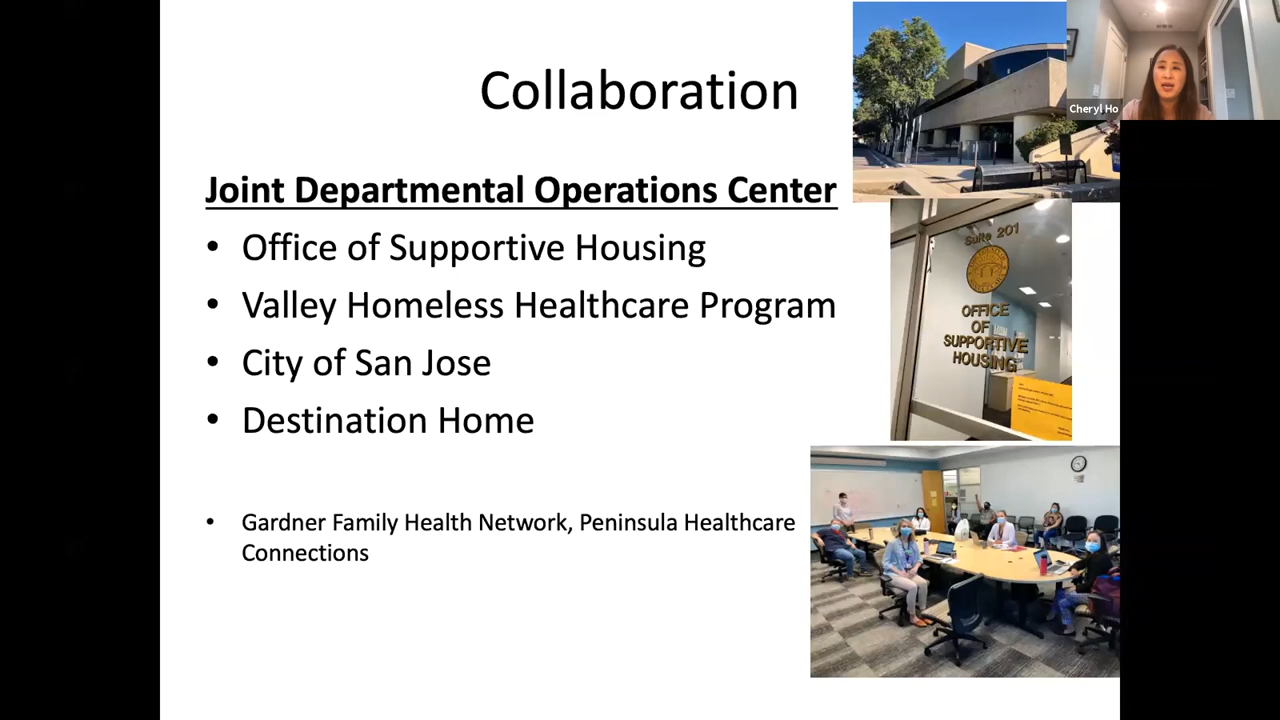 Collaboration
Cheryl Ho
Joint Departmental Operations Center
• Office of Supportive Housing
• Valley Homeless Healthcare Program
• City of San Jose
• Destination Home
• Gardner Family Health Network, Peninsula Healthcare
Connections
Suite 201
OFFICE
OF
SUPPORTIVE
HOUSING